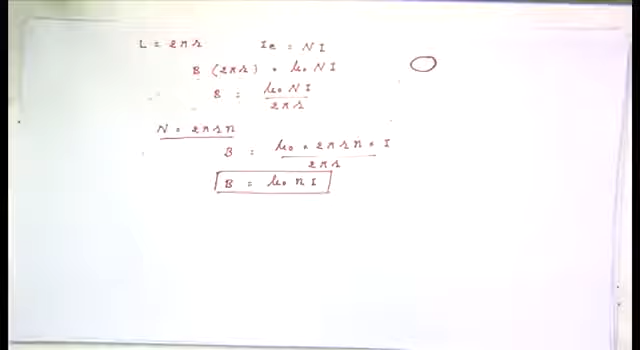 L = 2πr Ie = NI
B (2πr) = μ₀ NI
B = μ₀ NI / 2πr
N = 2πrn
B = μ₀ × 2πrn × I / 2πr
B = μ₀ n I